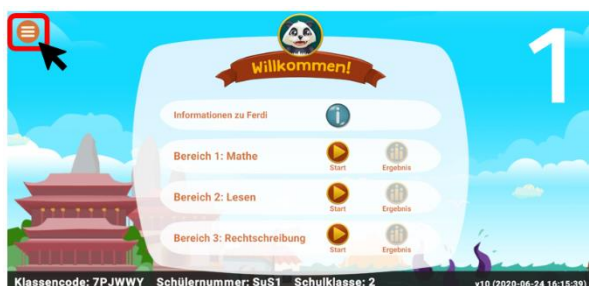 Willkommen!
1
Informationen zu Ferdi
Bereich 1: Mathe Start Ergebnis
Bereich 2: Lesen Start Ergebnis
Bereich 3: Rechtschreibung Start Ergebnis
Klassencode: 7PJWWY Schülernummer: SuS1 Schulklasse: 2 v10 (2020-06-24 16:15:39)